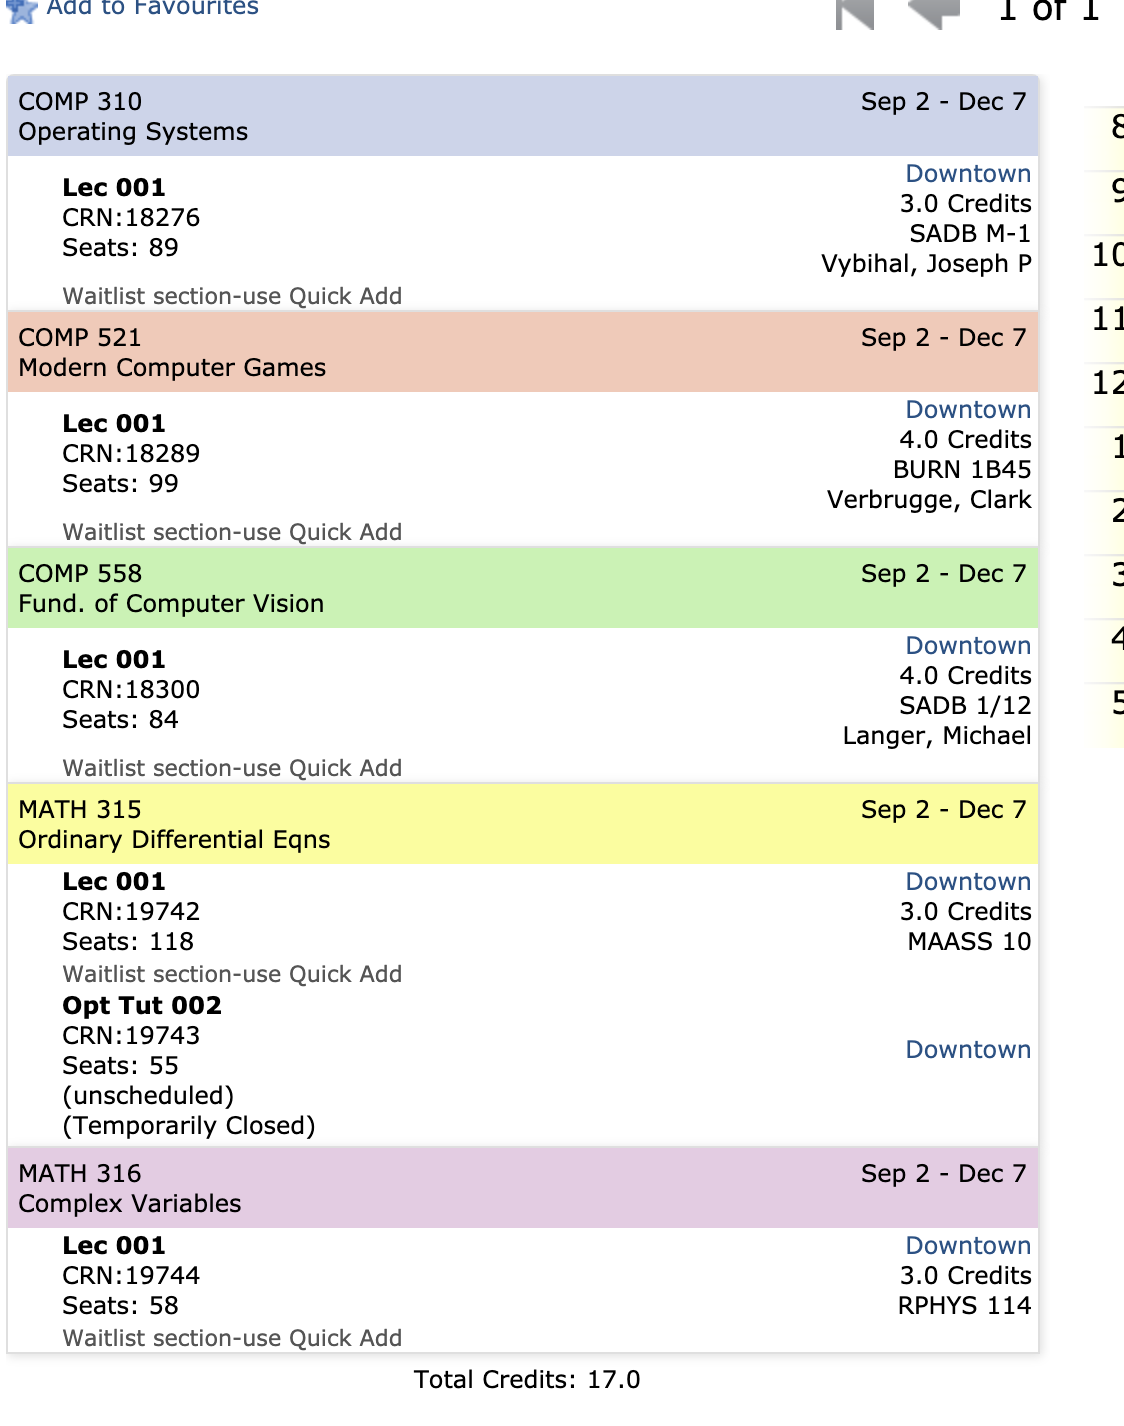 Add to Favourites
1 of 1
COMP 310 Sep 2 - Dec 7
Operating Systems
Lec 001
CRN:18276
Seats: 89
Waitlist section-use Quick Add
Downtown
3.0 Credits
SADB M-1
Vybihal, Joseph P
COMP 521 Sep 2 - Dec 7
Modern Computer Games
Lec 001
CRN:18289
Seats: 99
Waitlist section-use Quick Add
Downtown
4.0 Credits
BURN 1B45
Verbrugge, Clark
COMP 558 Sep 2 - Dec 7
Fund. of Computer Vision
Lec 001
CRN:18300
Seats: 84
Waitlist section-use Quick Add
Downtown
4.0 Credits
SADB 1/12
Langer, Michael
MATH 315 Sep 2 - Dec 7
Ordinary Differential Eqns
Lec 001
CRN:19742
Seats: 118
Waitlist section-use Quick Add
Downtown
3.0 Credits
MAASS 10
Opt Tut 002
CRN:19743
Seats: 55
(unscheduled)
(Temporarily Closed)
Downtown
MATH 316 Sep 2 - Dec 7
Complex Variables
Lec 001
CRN:19744
Seats: 58
Waitlist section-use Quick Add
Downtown
3.0 Credits
RPHYS 114
Total Credits: 17.0
8
9
10
11
12
1
2
3
4
5